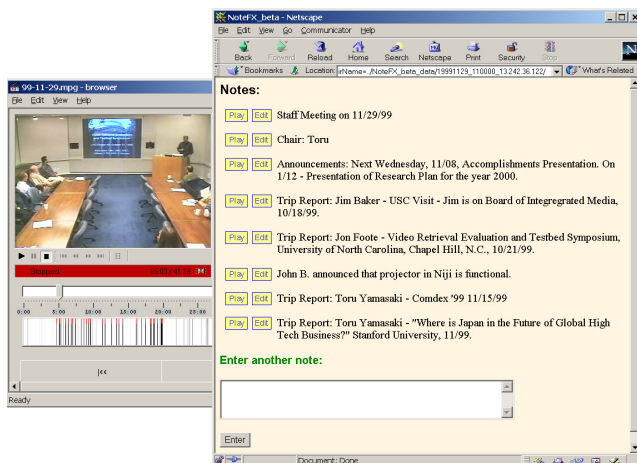 NoteFX_beta - Netscape
File Edit View Go Communicator Help
Back Forward Reload Home Search Netscape Print Security Stop
Bookmarks Location: irName=./NoteFX_beta_data/19991129_110000_13.242.36.122/ What's Related
Notes:
Play Edit Staff Meeting on 11/29/99
Play Edit Chair: Toru
Play Edit Announcements: Next Wednesday, 11/08, Accomplishments Presentation. On
1/12 - Presentation of Research Plan for the year 2000.
Play Edit Trip Report: Jim Baker - USC Visit - Jim is on Board of Integregrated Media,
10/18/99.
Play Edit Trip Report: Jon Foote - Video Retrieval Evaluation and Testbed Symposium,
University of North Carolina, Chapel Hill, N.C., 10/21/99.
Play Edit John B. announced that projector in Niji is functional.
Play Edit Trip Report: Toru Yamasaki - Comdex '99 11/15/99
Play Edit Trip Report: Toru Yamasaki - "Where is Japan in the Future of Global High
Tech Business?" Stanford University, 11/99.
Enter another note:
Enter
Document: Done
99-11-29.mpg - browser
File Edit View Help
Stopped
0:00 5:00 10:00 15:00 20:00 25:00
|<<
Ready